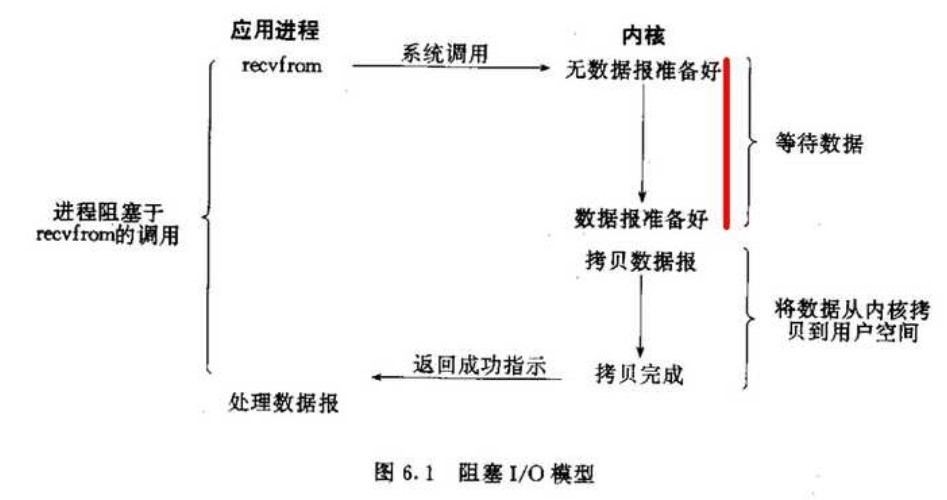 应用进程
内核
recvfrom
系统调用
无数据报准备好
等待数据
进程阻塞于
recvfrom的调用
数据报准备好
拷贝数据报
将数据从内核拷
贝到用户空间
返回成功指示
拷贝完成
处理数据报
图 6.1 阻塞 I/O 模型